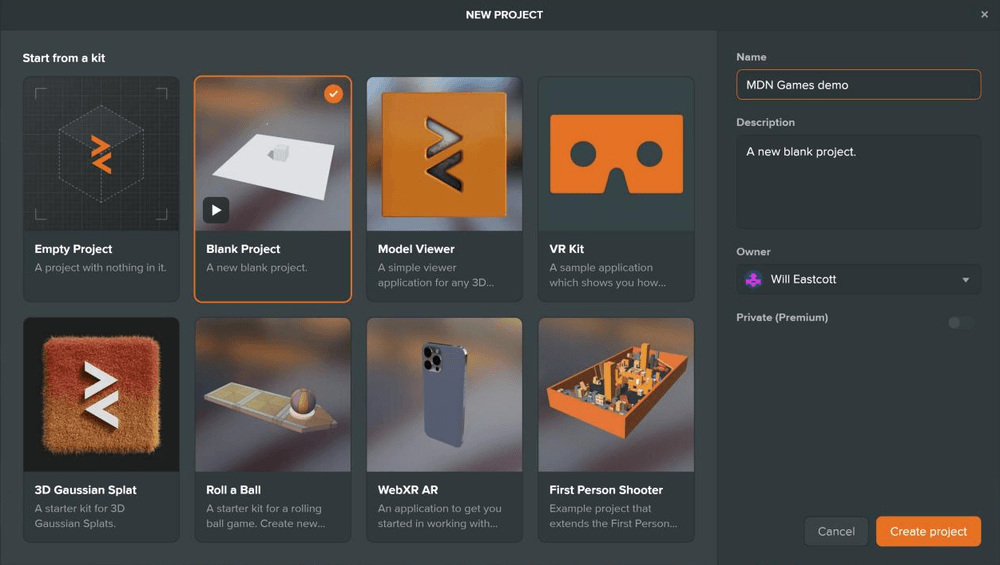 NEW PROJECT
Start from a kit
Empty Project
A project with nothing in it.
Blank Project
A new blank project.
Model Viewer
A simple viewer
application for any 3D...
VR Kit
A sample application
which shows you how...
3D Gaussian Splat
A starter kit for 3D
Gaussian Splats.
Roll a Ball
A starter kit for a rolling
ball game. Create new...
WebXR AR
An application to get you
started in working with...
First Person Shooter
Example project that
extends the First Person...
Name
MDN Games demo
Description
A new blank project.
Owner
Will Eastcott
Private (Premium)
Cancel
Create project